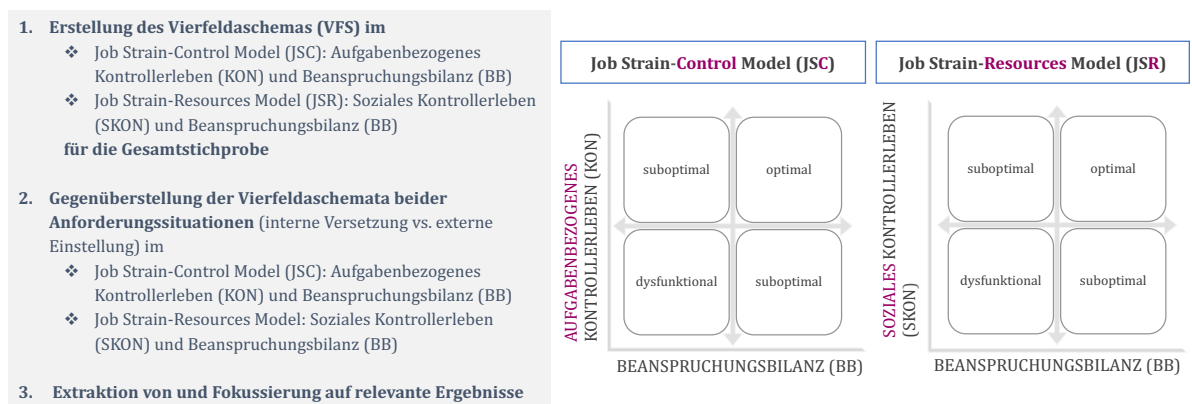 1. Erstellung des Vierfeldaschemas (VFS) im
❖ Job Strain-Control Model (JSC): Aufgabenbezogenes
Kontrollerleben (KON) und Beanspruchungsbilanz (BB)
❖ Job Strain-Resources Model (JSR): Soziales Kontrollerleben
(SKON) und Beanspruchungsbilanz (BB)
für die Gesamtstichprobe
2. Gegenüberstellung der Vierfeldaschemata beider
Anforderungssituationen (interne Versetzung vs. externe
Einstellung) im
❖ Job Strain-Control Model (JSC): Aufgabenbezogenes
Kontrollerleben (KON) und Beanspruchungsbilanz (BB)
❖ Job Strain-Resources Model: Soziales Kontrollerleben
(SKON) und Beanspruchungsbilanz (BB)
3. Extraktion von und Fokussierung auf relevante Ergebnisse
Job Strain-Control Model (JSC)
AUFGABENBEZOGENES
KONTROLLERLEBEN (KON)
suboptimal
optimal
dysfunktional
suboptimal
BEANSPRUCHUNGSBILANZ (BB)
Job Strain-Resources Model (JSR)
SOZIALES KONTROLLERLEBEN
(SKON)
suboptimal
optimal
dysfunktional
suboptimal
BEANSPRUCHUNGSBILANZ (BB)